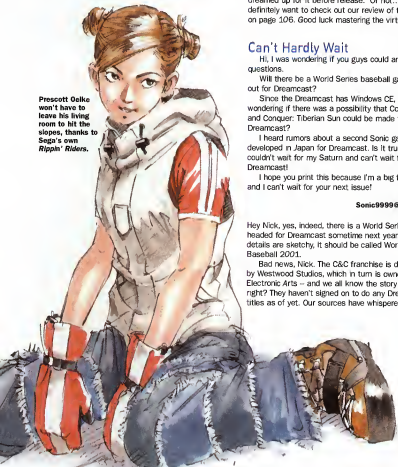 dreamed up for it before release. Or not...
definitely want to check out our review of t
on page 106. Good luck mastering the virt
Can't Hardly Wait
Hi, I was wondering if you guys could an
questions.
Will there be a World Series baseball ga
out for Dreamcast?
Since the Dreamcast has Windows CE,
wondering if there was a possibility that Co
and Conquer: Tiberian Sun could be made
Dreamcast?
I heard rumors about a second Sonic ga
developed in Japan for Dreamcast. Is it tru
couldn't wait for my Saturn and can't wait
Dreamcast!
I hope you print this because I'm a big f
and I can't wait for your next issue!
Sonic9999@
Hey Nick, yes, indeed, there is a World Seri
headed for Dreamcast sometime next year.
details are sketchy, it should be called Worl
Baseball 2001.
Bad news, Nick. The C&C franchise is d
by Westwood Studios, which in turn is owne
Electronic Arts – and we all know the story
right? They haven't signed on to do any Dre
titles as of yet. Our sources have whispere
Prescott Oelke
won't have to
leave his living
room to hit the
slopes, thanks to
Sega's own
Rippin' Riders.